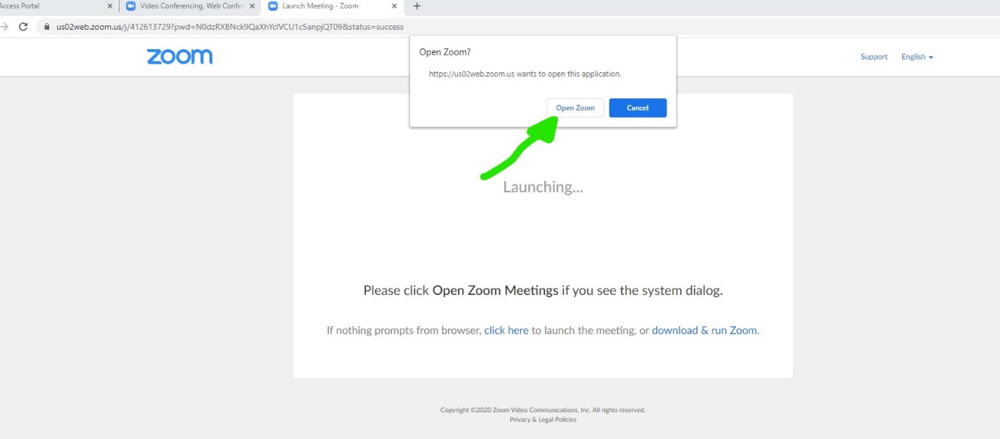 Access Portal
Video Conferencing, Web Confer
Launch Meeting - Zoom
us02web.zoom.us/j/412613729?pwd=N0dzRXBNck9QaXhYclVCU1c5anpjQT09&status=success
zoom
Support English
Open Zoom?
https://us02web.zoom.us wants to open this application.
Open Zoom Cancel
Launching...
Please click Open Zoom Meetings if you see the system dialog.
If nothing prompts from browser, click here to launch the meeting, or download & run Zoom.
Copyright ©2020 Zoom Video Communications, Inc. All rights reserved.
Privacy & Legal Policies